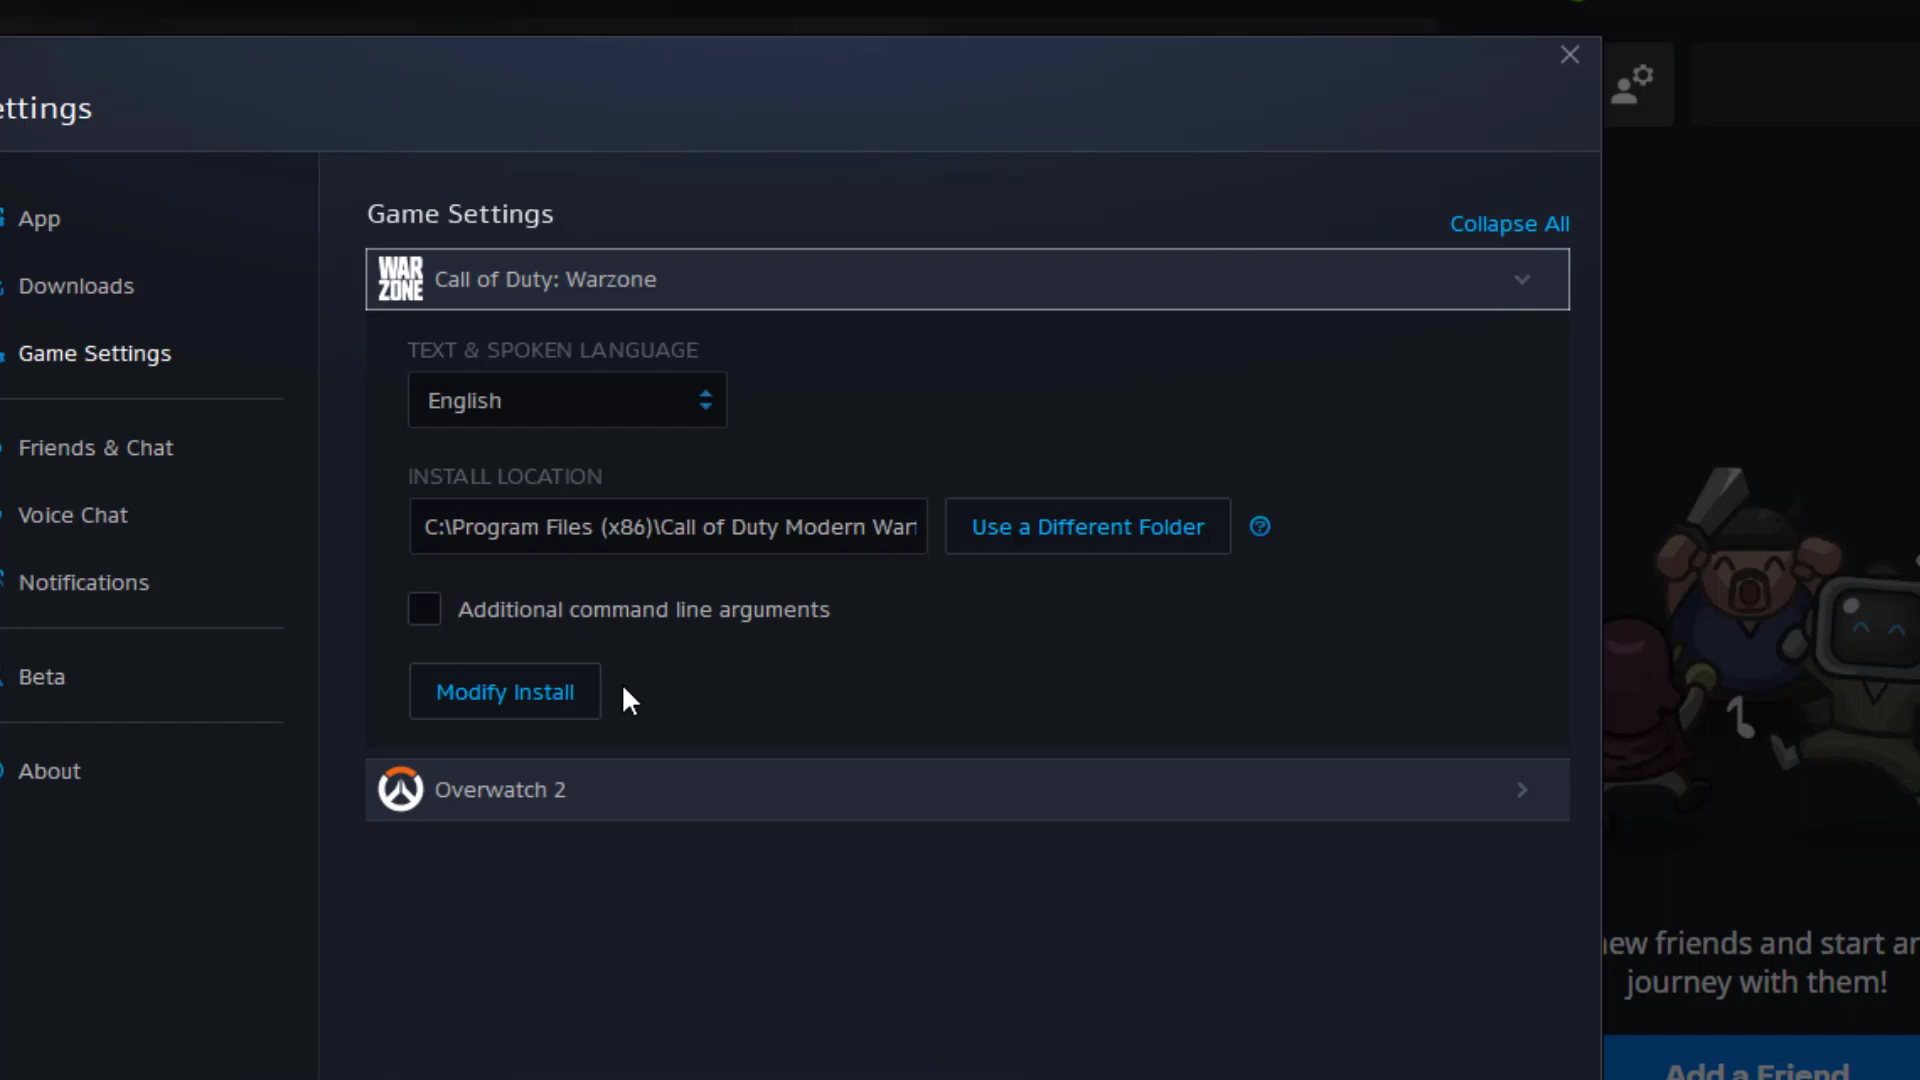 ettings
App
Downloads
Game Settings
Friends & Chat
Voice Chat
Notifications
Beta
About
Game Settings
Collapse All
WAR
ZONE
Call of Duty: Warzone
TEXT & SPOKEN LANGUAGE
English
INSTALL LOCATION
C:\Program Files (x86)\Call of Duty Modern War
Use a Different Folder
Additional command line arguments
Modify Install
Overwatch 2
new friends and start an
journey with them!
Add a Friend